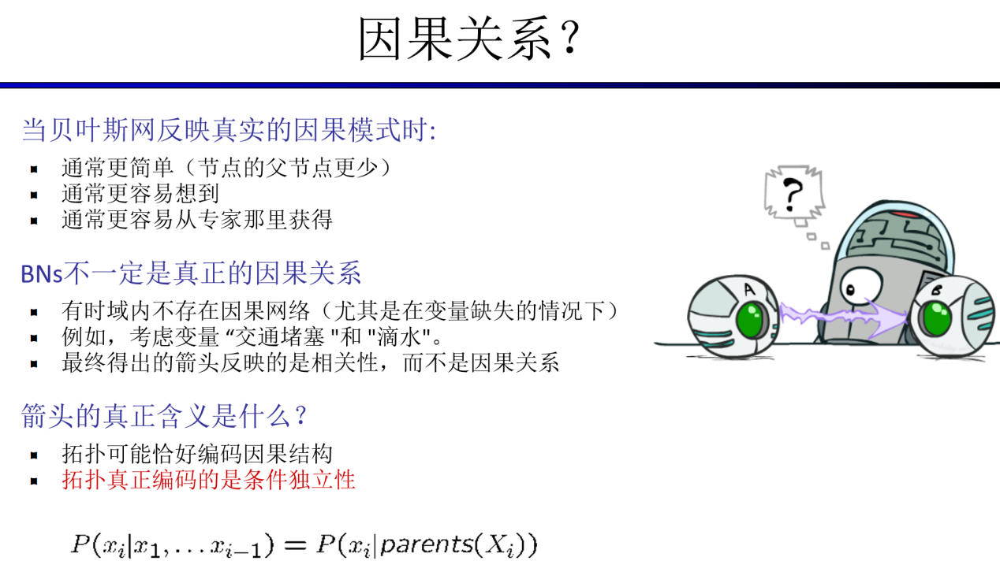 因果关系?
当贝叶斯网反映真实的因果模式时:
▪ 通常更简单（节点的父节点更少）
▪ 通常更容易想到
▪ 通常更容易从专家那里获得
BNs不一定是真正的因果关系
▪ 有时域内不存在因果网络（尤其是在变量缺失的情况下）
▪ 例如，考虑变量 “交通堵塞 "和 "滴水"。
▪ 最终得出的箭头反映的是相关性，而不是因果关系
箭头的真正含义是什么?
▪ 拓扑可能恰好编码因果结构
▪ 拓扑真正编码的是条件独立性
P(x_i|x_1, . . . x_{i−1}) = P(x_i|parents(X_i))
?
A
B